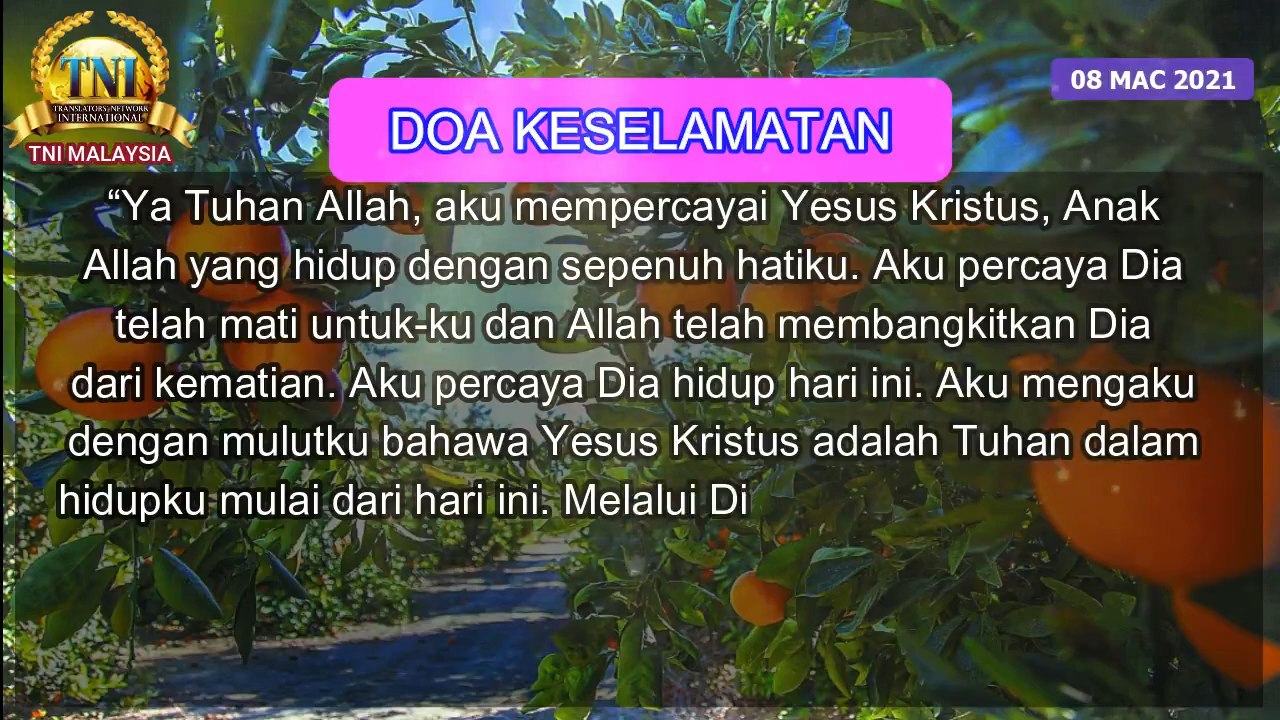 TNI
TRANSLATORS' NETWORK
INTERNATIONAL
TNI MALAYSIA
08 MAC 2021
DOA KESELAMATAN
“Ya Tuhan Allah, aku mempercayai Yesus Kristus, Anak
Allah yang hidup dengan sepenuh hatiku. Aku percaya Dia
telah mati untuk-ku dan Allah telah membangkitkan Dia
dari kematian. Aku percaya Dia hidup hari ini. Aku mengaku
dengan mulutku bahawa Yesus Kristus adalah Tuhan dalam
hidupku mulai dari hari ini. Melalui Di